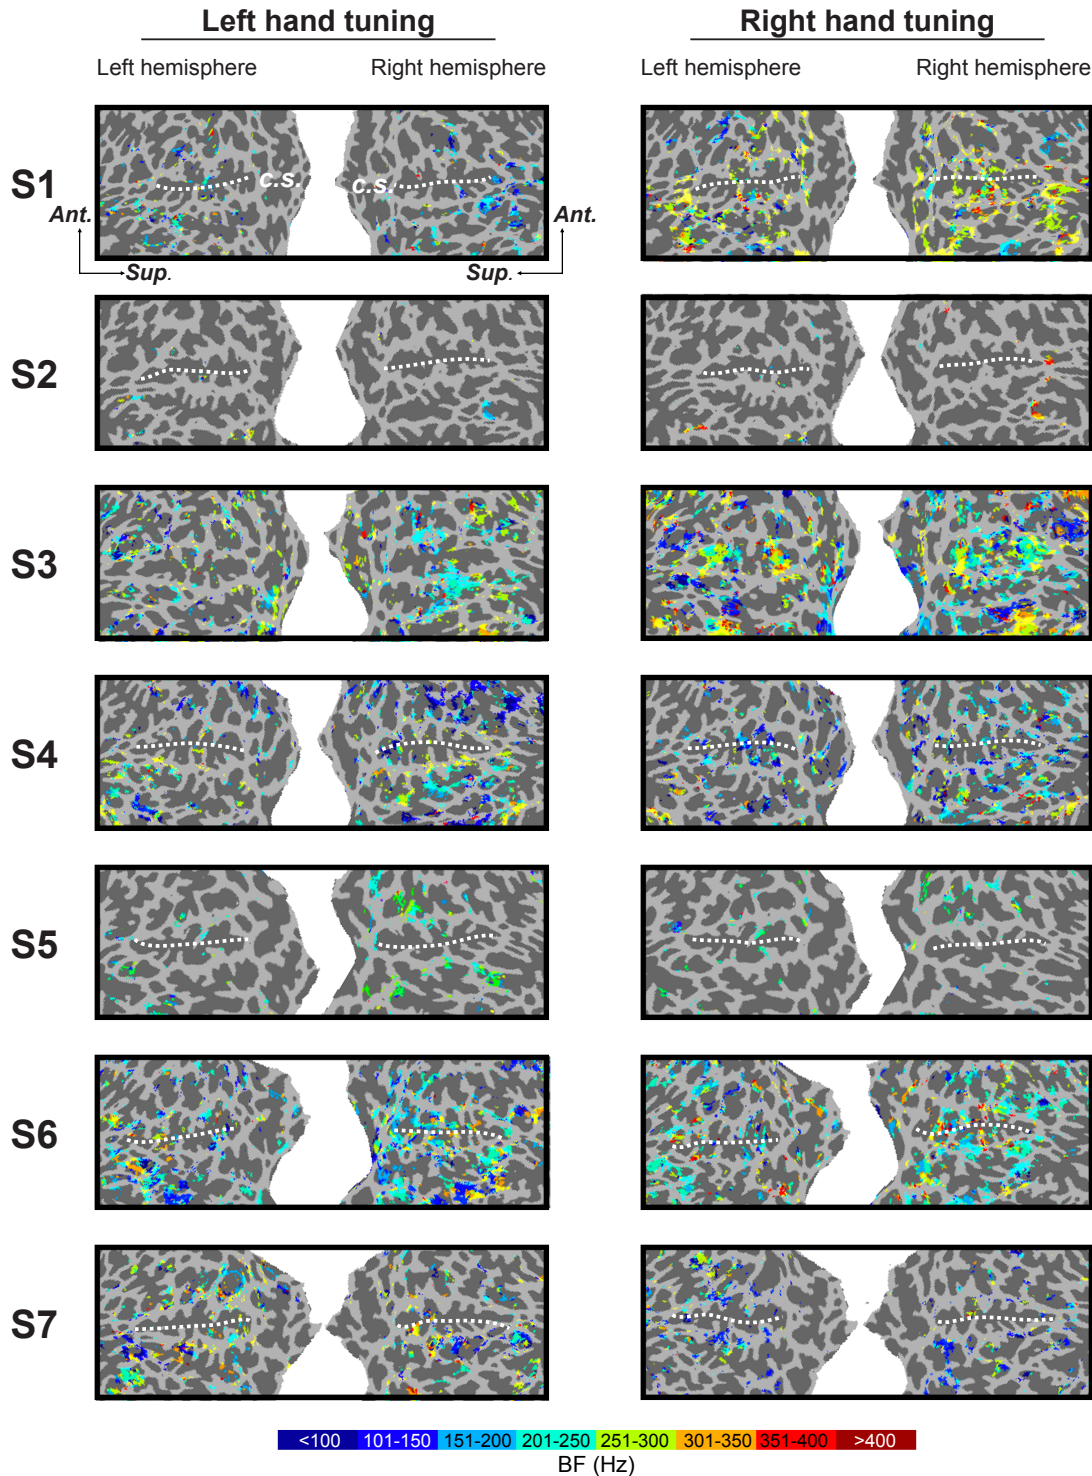 Left hand tuning Right hand tuning
Left hemisphere Right hemisphere Left hemisphere Right hemisphere
S1
c.s. c.s.
Ant. Ant.
Sup. Sup.
S2
S3
S4
S5
S6
S7
<100 101-150 151-200 201-250 251-300 301-350 351-400 >400
BF (Hz)